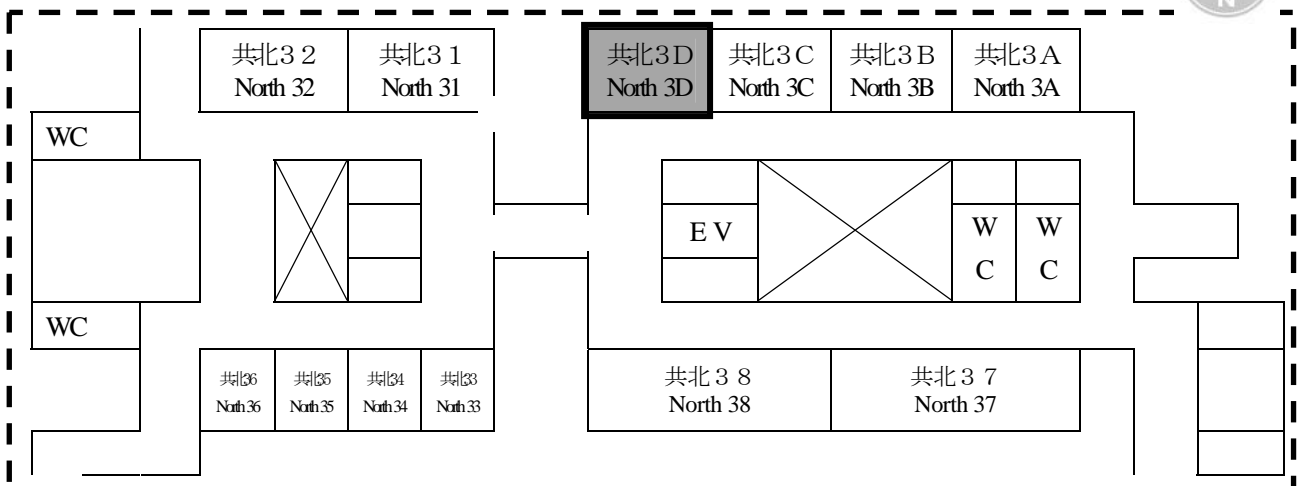 N
共北３２
North 32
共北３１
North 31
共北３Ｄ
North 3D
共北３Ｃ
North 3C
共北３Ｂ
North 3B
共北３Ａ
North 3A
WC
E V
W
C
W
C
WC
共北36
North 36
共北35
North 35
共北34
North 34
共北33
North 33
共北３８
North 38
共北３７
North 37